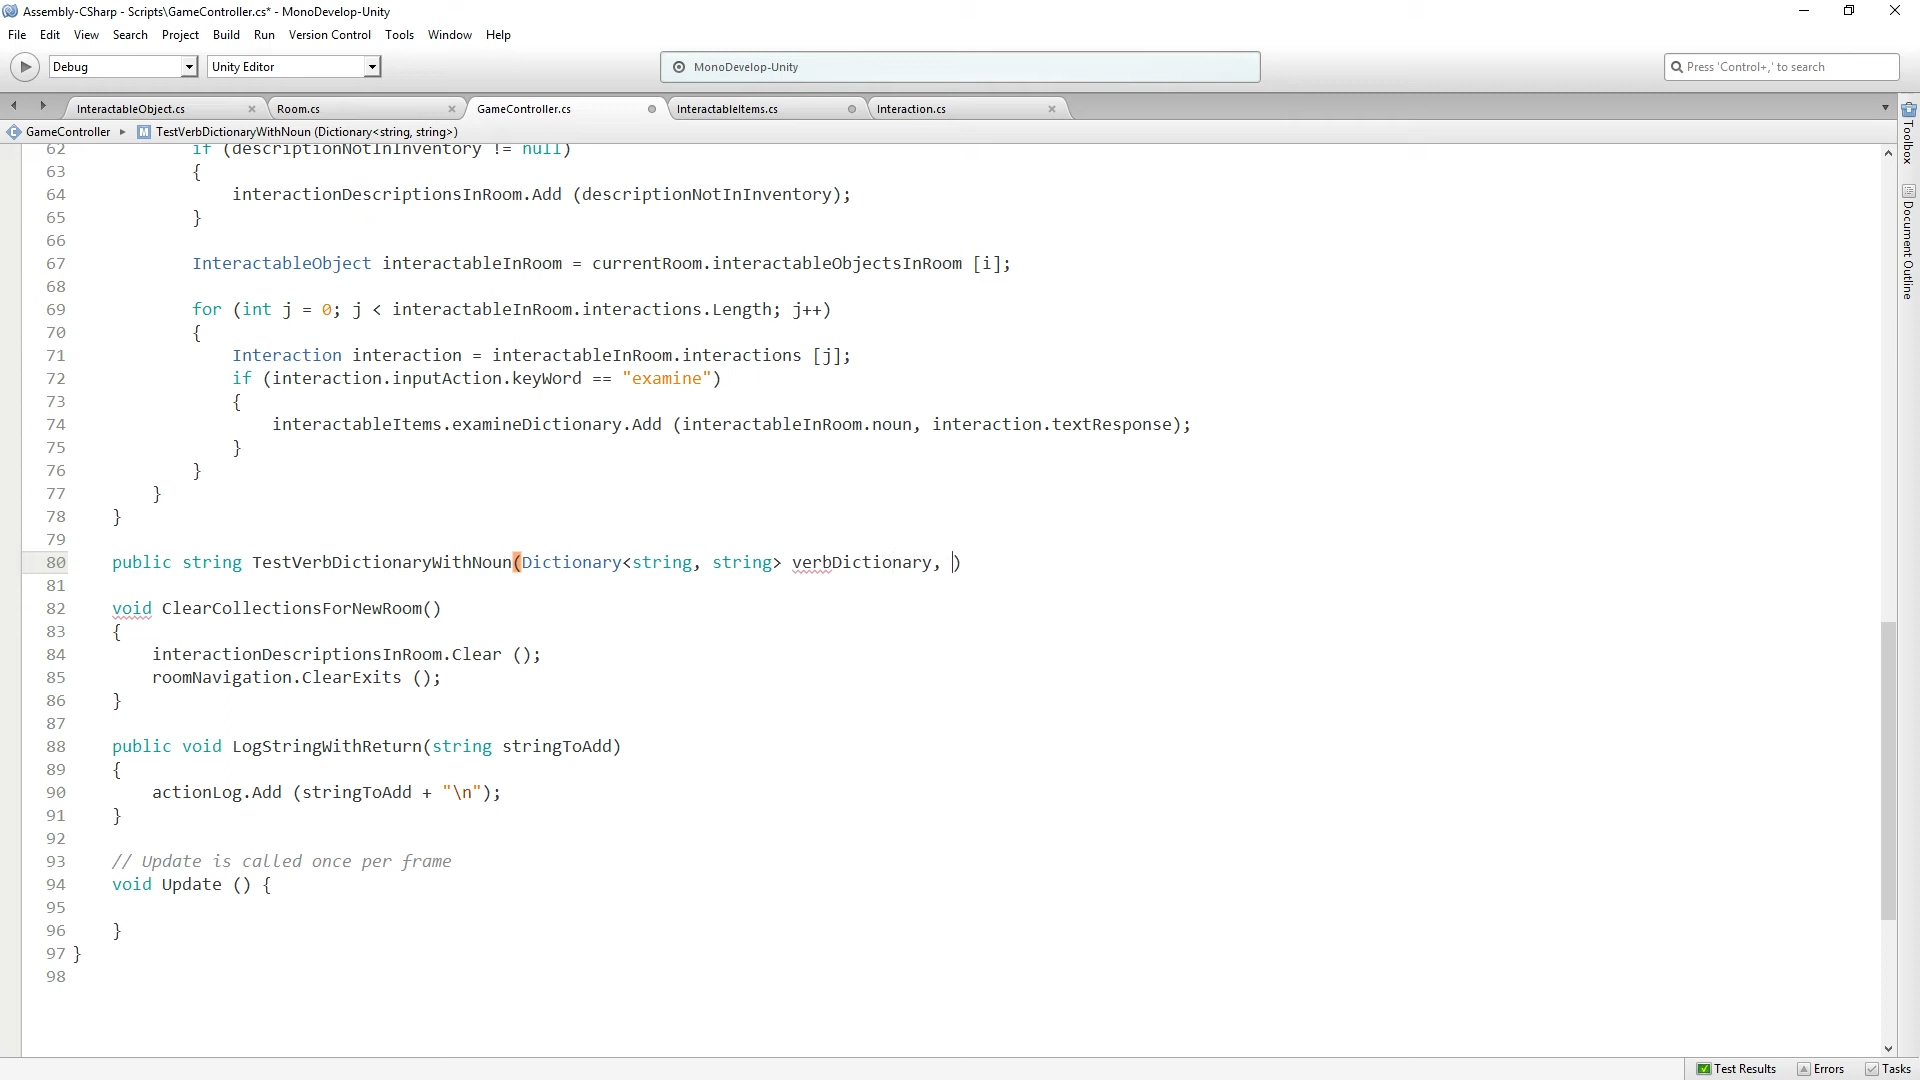 Assembly-CSharp - Scripts\GameController.cs* - MonoDevelop-Unity
File Edit View Search Project Build Run Version Control Tools Window Help
Debug Unity Editor MonoDevelop-Unity Press 'Control+,' to search
InteractableObject.cs Room.cs GameController.cs InteractableItems.cs Interaction.cs
GameController TestVerbDictionaryWithNoun (Dictionary<string, string>)
Toolbox
Document Outline
62 if (descriptionNotInInventory != null)
63 {
64 interactionDescriptionsInRoom.Add (descriptionNotInInventory);
65 }
66
67 InteractableObject interactableInRoom = currentRoom.interactableObjectsInRoom [i];
68
69 for (int j = 0; j < interactableInRoom.interactions.Length; j++)
70 {
71 Interaction interaction = interactableInRoom.interactions [j];
72 if (interaction.inputAction.keyWord == "examine")
73 {
74 interactableItems.examineDictionary.Add (interactableInRoom.noun, interaction.textResponse);
75 }
76 }
77 }
78 }
79
80 public string TestVerbDictionaryWithNoun(Dictionary<string, string> verbDictionary, )
81
82 void ClearCollectionsForNewRoom()
83 {
84 interactionDescriptionsInRoom.Clear ();
85 roomNavigation.ClearExits ();
86 }
87
88 public void LogStringWithReturn(string stringToAdd)
89 {
90 actionLog.Add (stringToAdd + "\n");
91 }
92
93 // Update is called once per frame
94 void Update () {
95
96 }
97 }
98
Test Results Errors Tasks